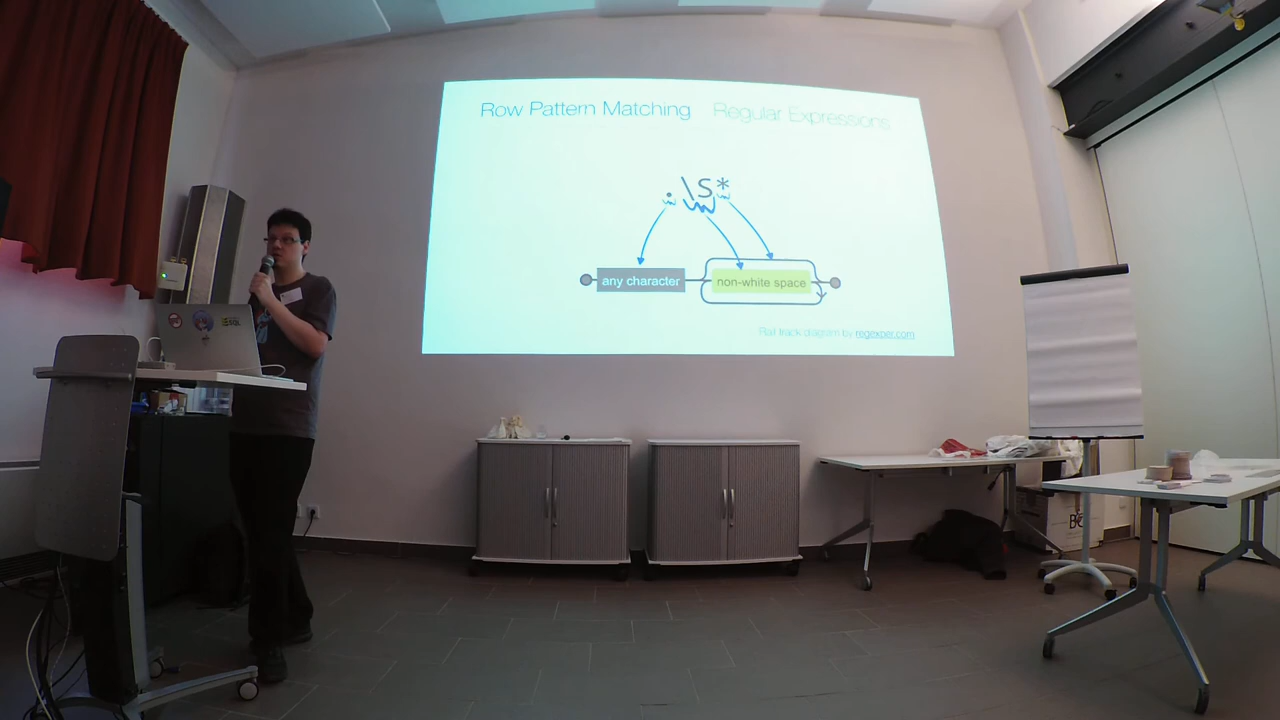 Row Pattern Matching Regular Expressions
.\S*
any character
non-white space
Rail track diagram by regexper.com